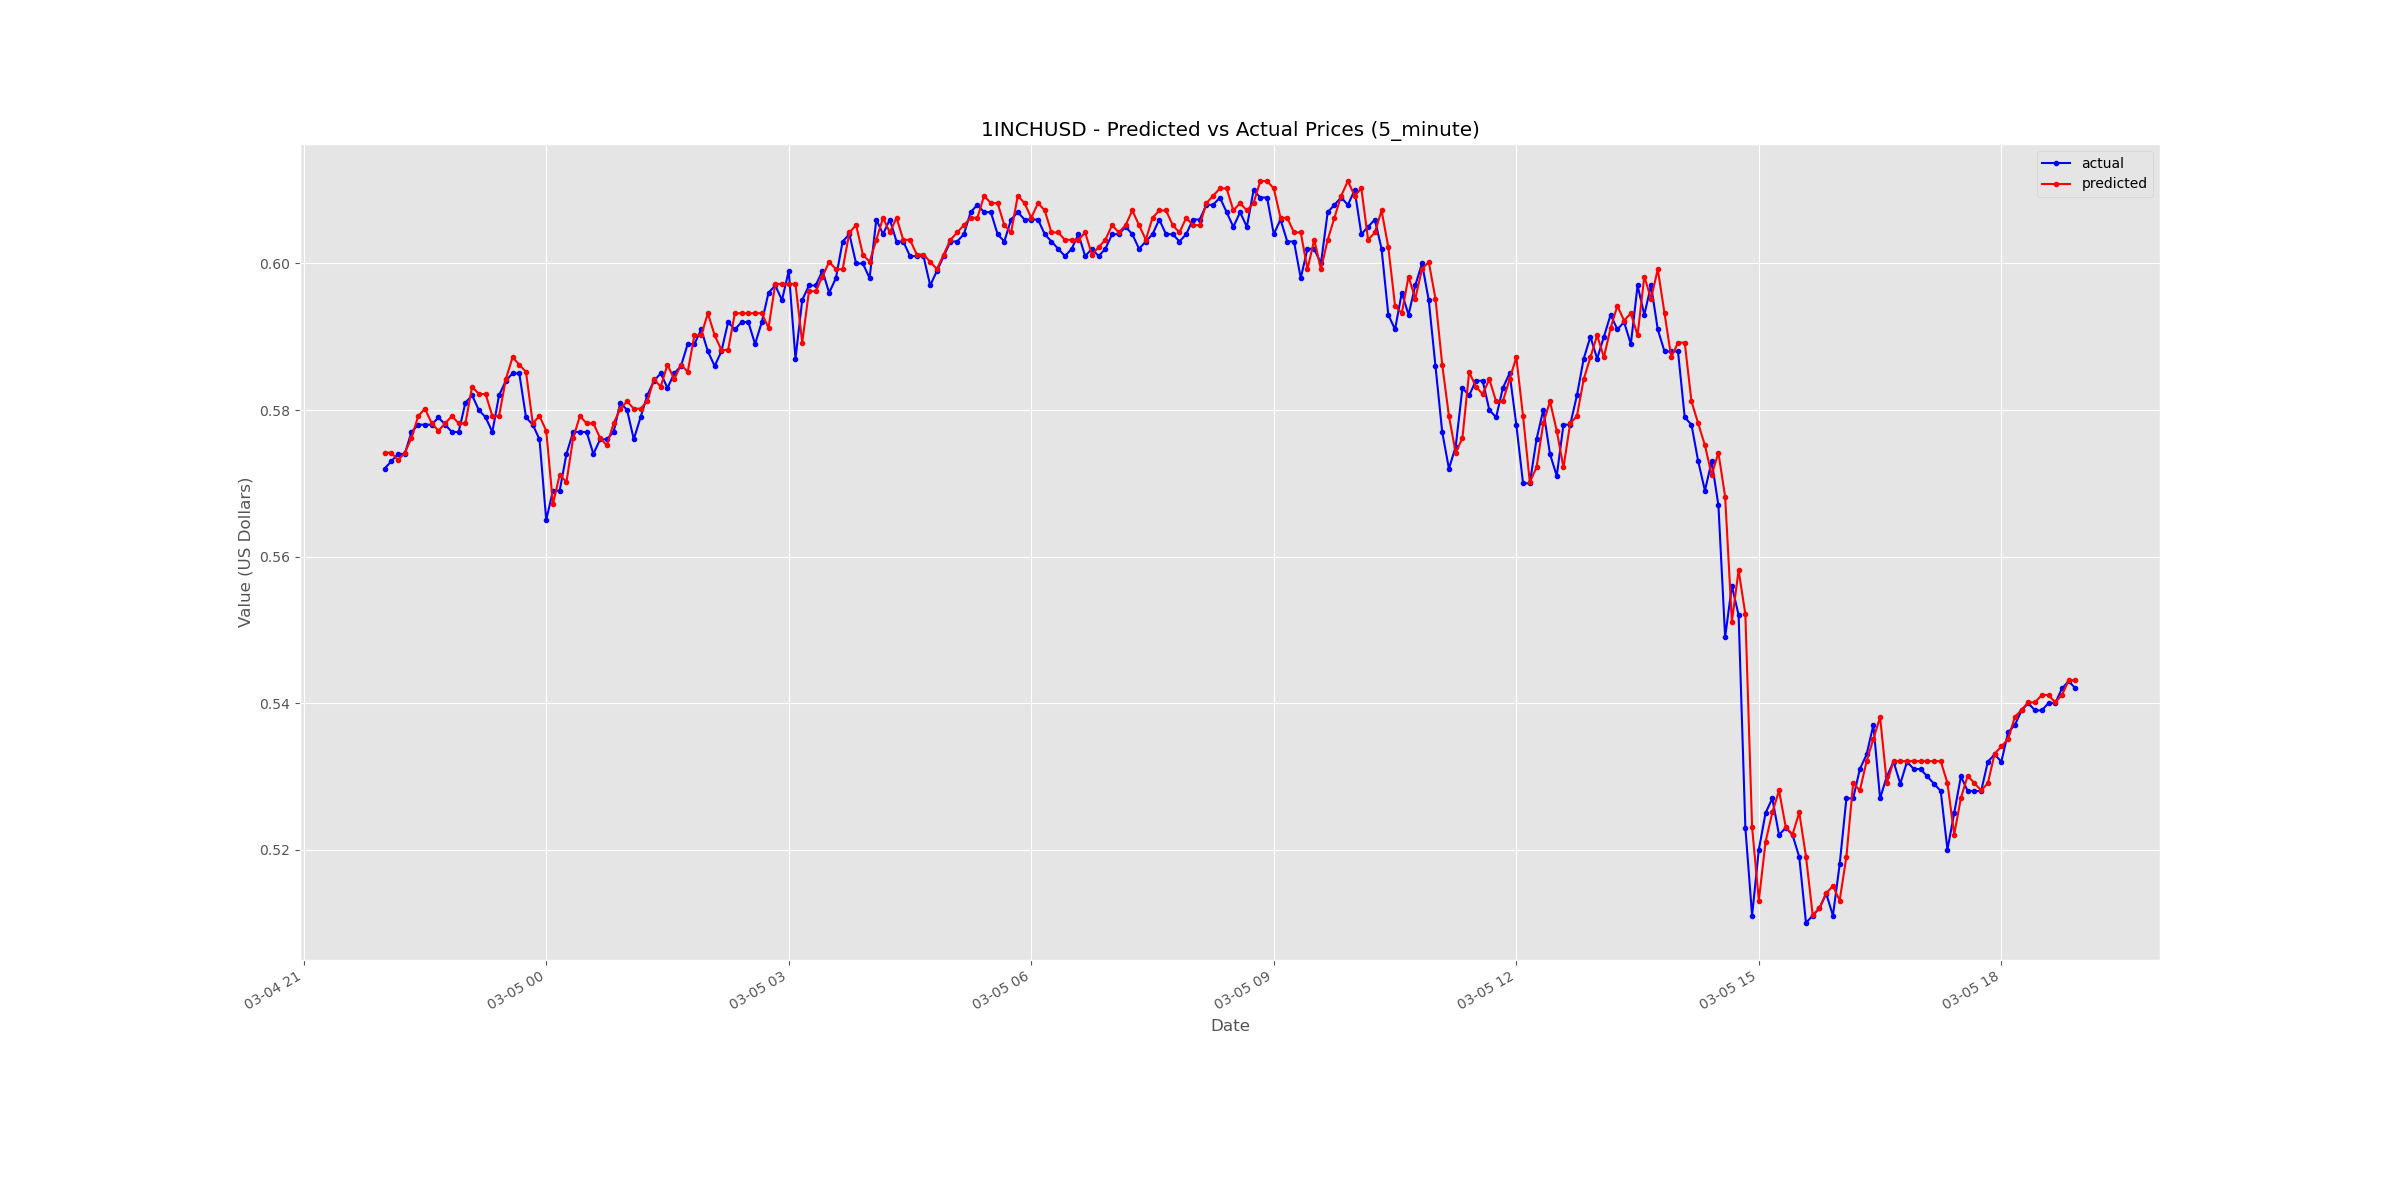 1INCHUSD - Predicted vs Actual Prices (5_minute)
actual
predicted
0.60
0.58
0.56
0.54
0.52
Value (US Dollars)
03-04 21
03-05 00
03-05 03
03-05 06
03-05 09
03-05 12
03-05 15
03-05 18
Date